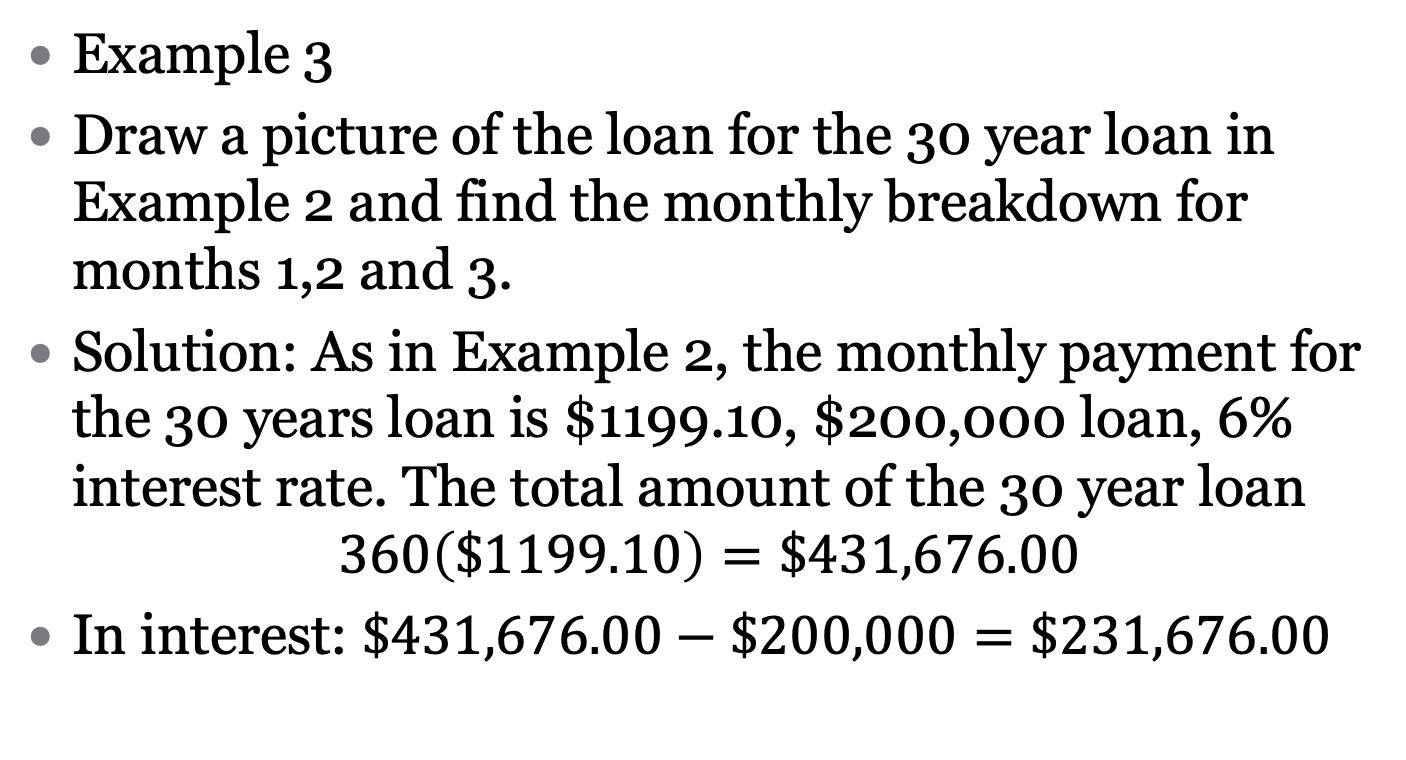 • Example 3
• Draw a picture of the loan for the 30 year loan in
Example 2 and find the monthly breakdown for
months 1,2 and 3.
• Solution: As in Example 2, the monthly payment for
the 30 years loan is $1199.10, $200,000 loan, 6%
interest rate. The total amount of the 30 year loan
360($1199.10) = $431,676.00
• In interest: $431,676.00 − $200,000 = $231,676.00